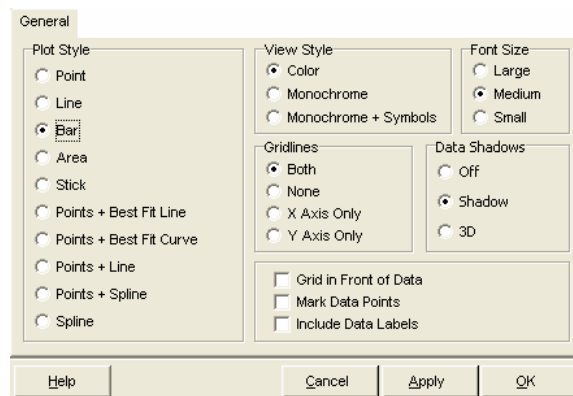 General
Plot Style
Point
Line
Bar
Area
Stick
Points + Best Fit Line
Points + Best Fit Curve
Points + Line
Points + Spline
Spline
View Style
Color
Monochrome
Monochrome + Symbols
Font Size
Large
Medium
Small
Gridlines
Both
None
X Axis Only
Y Axis Only
Data Shadows
Off
Shadow
3D
Grid in Front of Data
Mark Data Points
Include Data Labels
Help
Cancel
Apply
OK